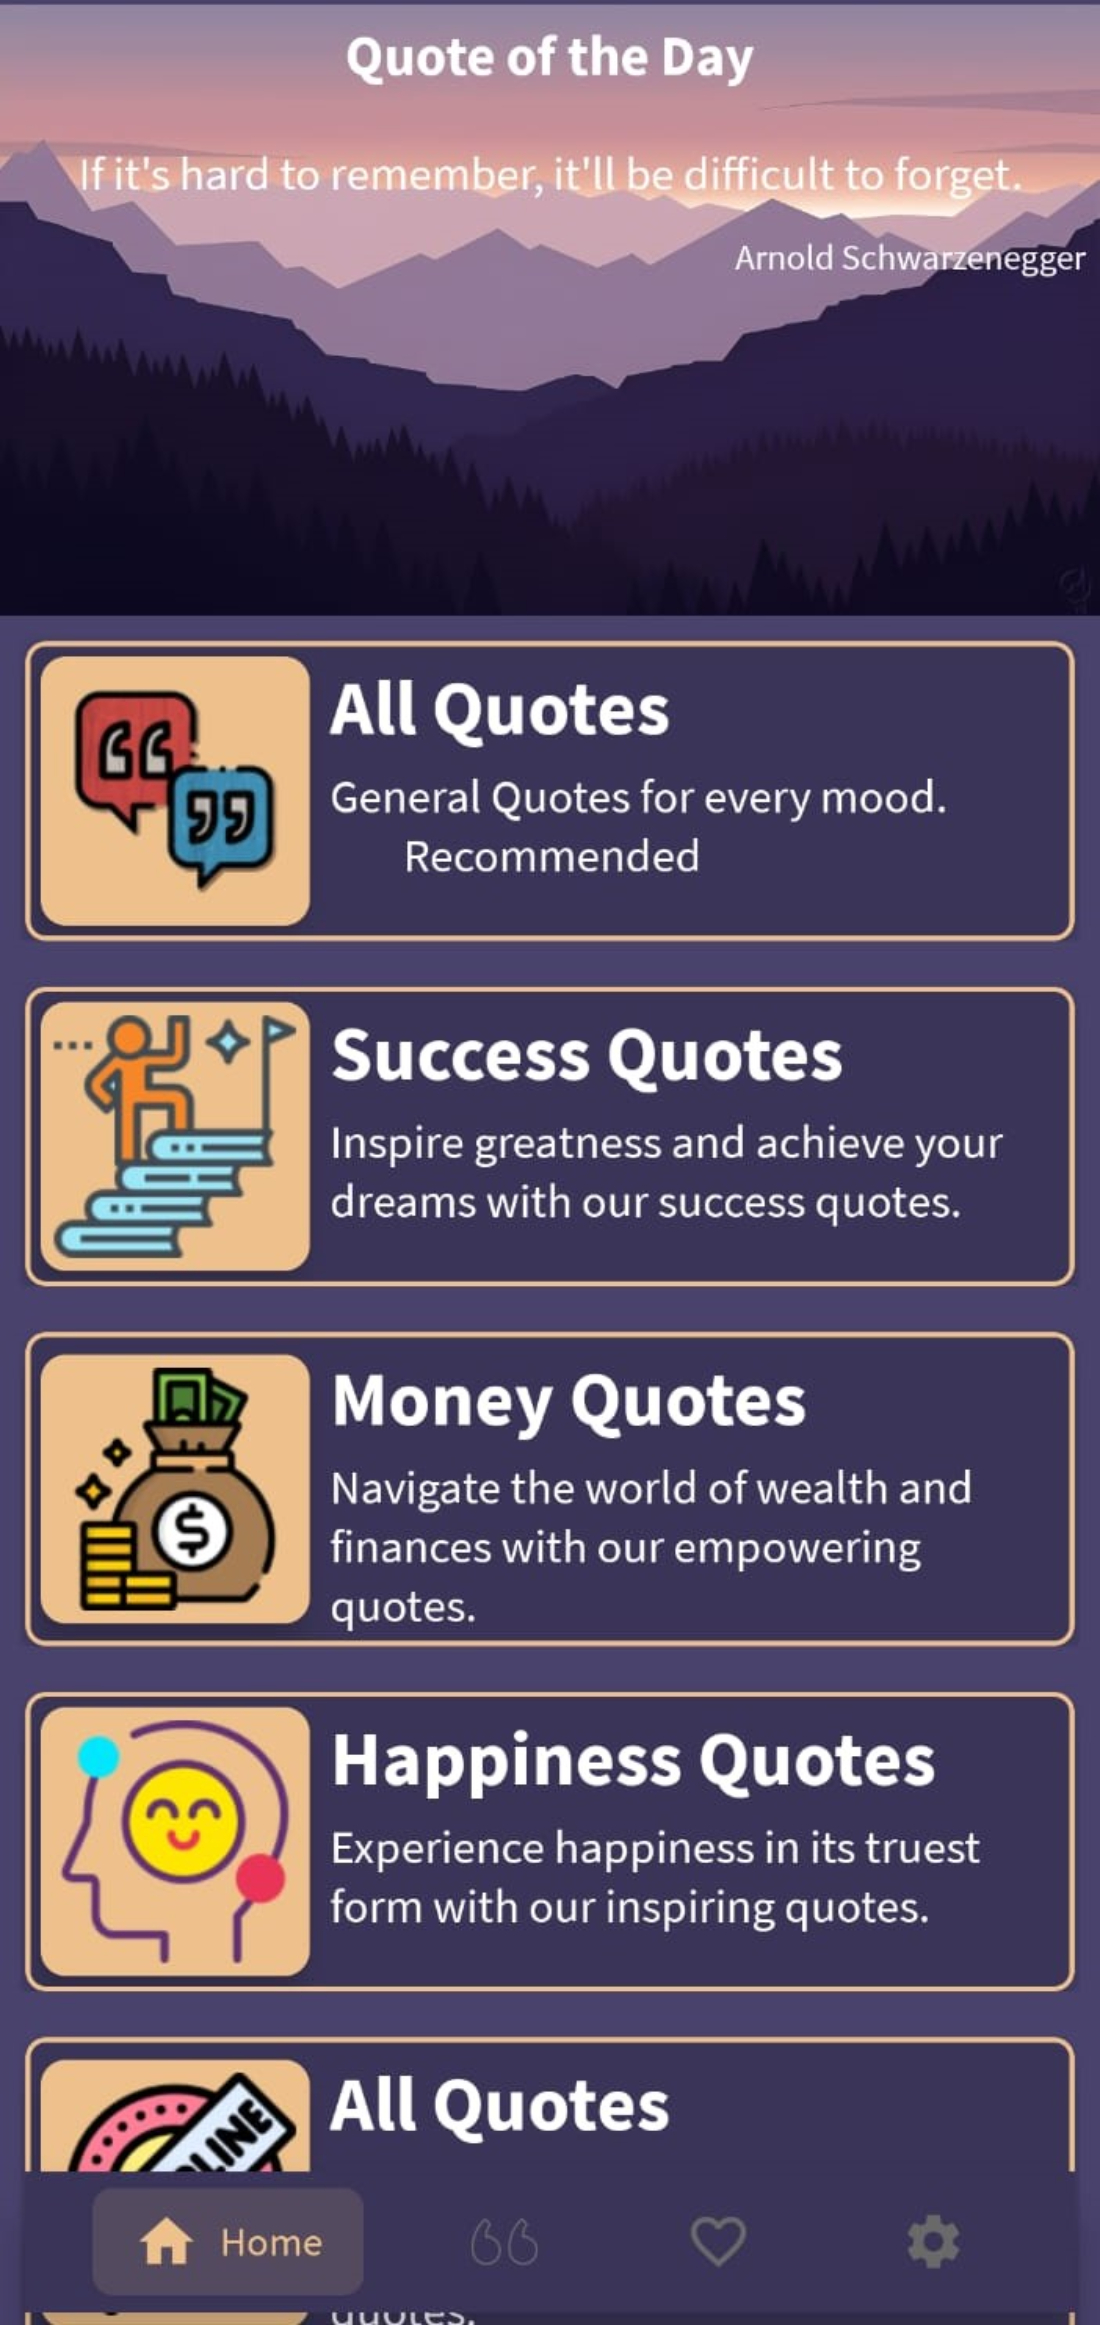 Quote of the Day
If it's hard to remember, it'll be difficult to forget.
Arnold Schwarzenegger
All Quotes
General Quotes for every mood.
Recommended
Success Quotes
Inspire greatness and achieve your
dreams with our success quotes.
Money Quotes
Navigate the world of wealth and
finances with our empowering
quotes.
Happiness Quotes
Experience happiness in its truest
form with our inspiring quotes.
All Quotes
Home
quotes.